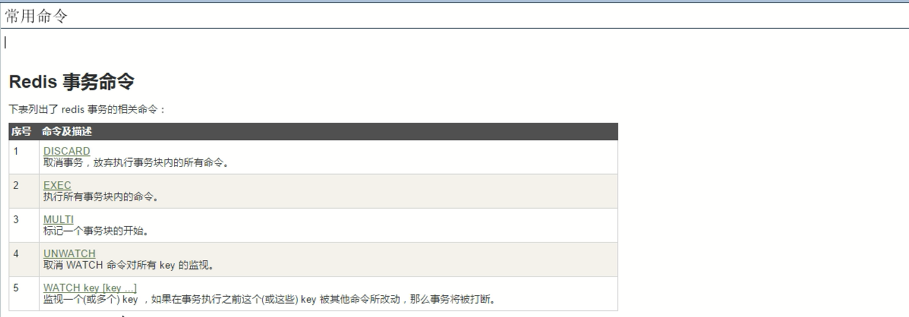 常用命令
Redis 事务命令
下表列出了 redis 事务的相关命令：
序号 命令及描述
1 DISCARD
取消事务，放弃执行事务块内的所有命令。
2 EXEC
执行所有事务块内的命令。
3 MULTI
标记一个事务块的开始。
4 UNWATCH
取消 WATCH 命令对所有 key 的监视。
5 WATCH key [key ...]
监视一个(或多个) key ，如果在事务执行之前这个(或这些) key 被其他命令所改动，那么事务将被打断。